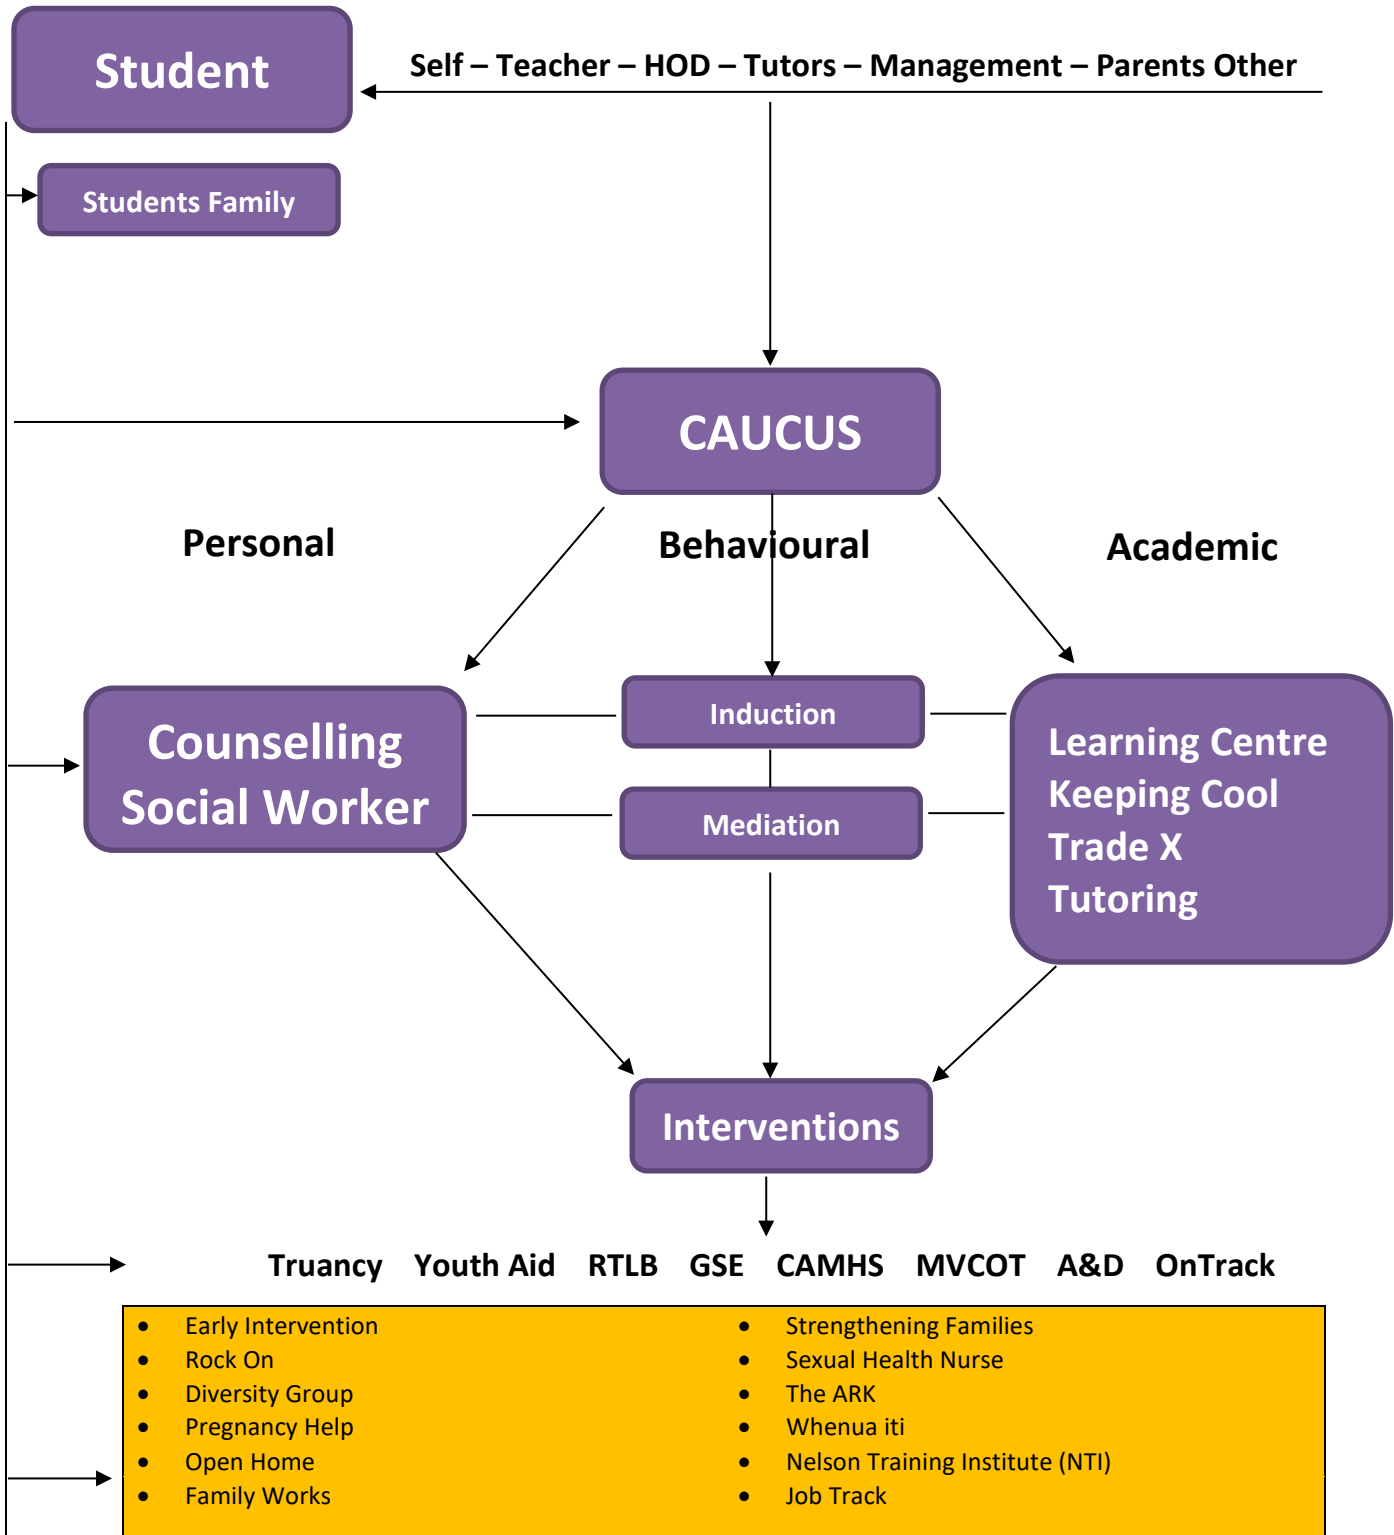 Student
Self – Teacher – HOD – Tutors – Management – Parents Other
Students Family
CAUCUS
Personal
Behavioural
Academic
Counselling
Social Worker
Induction
Mediation
Learning Centre
Keeping Cool
Trade X
Tutoring
Interventions
Truancy Youth Aid RTLB GSE CAMHS MVCOT A&D OnTrack
• Early Intervention
• Rock On
• Diversity Group
• Pregnancy Help
• Open Home
• Family Works
• Strengthening Families
• Sexual Health Nurse
• The ARK
• Whenua iti
• Nelson Training Institute (NTI)
• Job Track